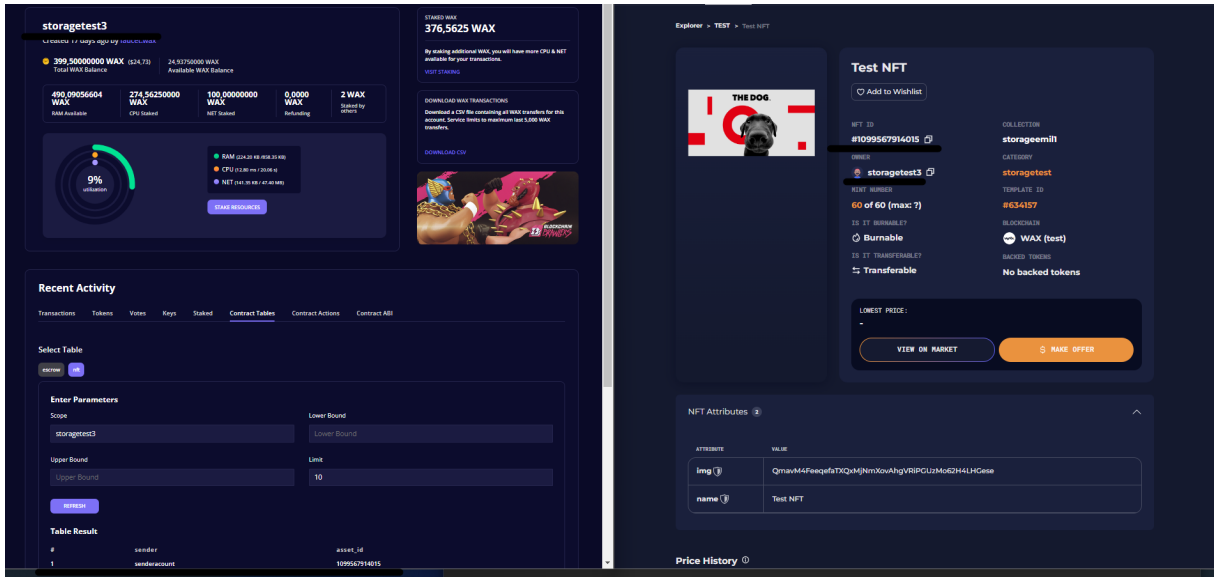 storagetest3
Created 17 days ago by faucet.wax
399,50000000 WAX ($24,73)
Total WAX Balance
24,93750000 WAX
Available WAX Balance
490,09056604 WAX
RAM Available
274,56250000 WAX
CPU Staked
100,00000000 WAX
NET Staked
0,0000 WAX
Refunding
2 WAX
Staked by others
9%
utilisation
RAM (224.20 KB /858.35 KB)
CPU (12.80 ms / 20.06 s)
NET (141.35 KB / 47.40 MB)
STAKE RESOURCES
STAKED WAX
376,5625 WAX
By staking additional WAX, you will have more CPU & NET
available for your transactions.
VISIT STAKING
DOWNLOAD WAX TRANSACTIONS
Download a CSV file containing all WAX transfers for this
account. Service limits to maximum last 5,000 WAX
transfers.
DOWNLOAD CSV
BLOCKCHAIN
BRAWLERS
Recent Activity
Transactions Tokens Votes Keys Staked Contract Tables Contract Actions Contract ABI
Select Table
escrow nft
Enter Parameters
Scope
storagetest3
Lower Bound
Lower Bound
Upper Bound
Upper Bound
Limit
10
REFRESH
Table Result
# sender asset_id
1 senderacount 1099567914015
Explorer > TEST > Test NFT
THE DOG.
Test NFT
Add to Wishlist
NFT ID
#1099567914015
COLLECTION
storageemil1
OWNER
storagetest3
CATEGORY
storagetest
MINT NUMBER
60 of 60 (max: ?)
TEMPLATE ID
#634157
IS IT BURNABLE?
Burnable
BLOCKCHAIN
WAX (test)
IS IT TRANSFERABLE?
Transferable
BACKED TOKENS
No backed tokens
LOWEST PRICE:
-
VIEW ON MARKET
$ MAKE OFFER
NFT Attributes 3
ATTRIBUTE VALUE
img QmavM4FeeqefaTXQxMjNmXovAhgVRiPGUzMo62H4LHGese
name Test NFT
Price History